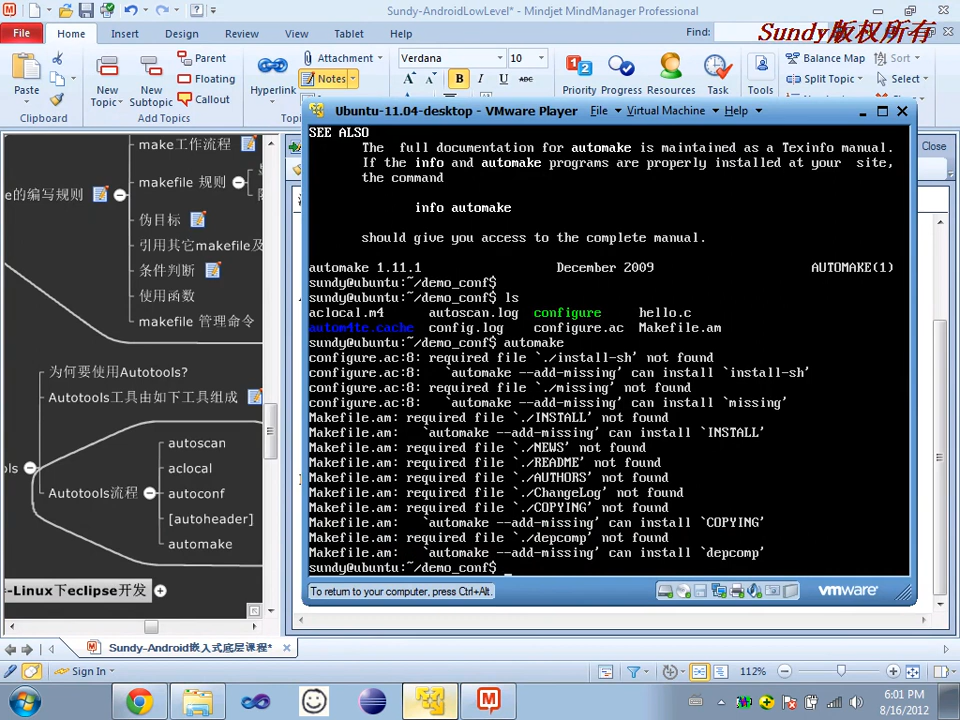 Sundy-AndroidLowLevel* - Mindjet MindManager Professional
Sundy版权所有
File
Home
Insert
Design
Review
View
Tablet
Help
Find:
Paste
Clipboard
New Topic
New Subtopic
Parent
Floating
Callout
Add Topics
Hyperlink
Attachment
Notes
Verdana
10
B
I
U
Priority
Progress
Resources
Task
Tools
Balance Map
Sort
Split Topic
Select
Close
make工作流程
makefile 规则
e的编写规则
伪目标
引用其它makefile及
条件判断
使用函数
makefile 管理命令
为何要使用Autotools?
Autotools工具由如下工具组成
autoscan
aclocal
ols
Autotools流程
autoconf
[autoheader]
automake
-Linux下eclipse开发
Ubuntu-11.04-desktop - VMware Player
File
Virtual Machine
Help
SEE ALSO
The  full documentation for automake is maintained as a Texinfo manual.
If the info and automake programs are properly installed at your  site,
the command
info automake
should give you access to the complete manual.
automake 1.11.1 December 2009 AUTOMAKE(1)
sundy@ubuntu:~/demo_conf$
sundy@ubuntu:~/demo_conf$ ls
aclocal.m4 autoscan.log configure hello.c
autom4te.cache config.log configure.ac Makefile.am
sundy@ubuntu:~/demo_conf$ automake
configure.ac:8: required file `./install-sh' not found
configure.ac:8:   `automake --add-missing' can install `install-sh'
configure.ac:8: required file `./missing' not found
configure.ac:8:   `automake --add-missing' can install `missing'
Makefile.am: required file `./INSTALL' not found
Makefile.am:   `automake --add-missing' can install `INSTALL'
Makefile.am: required file `./NEWS' not found
Makefile.am: required file `./README' not found
Makefile.am: required file `./AUTHORS' not found
Makefile.am: required file `./ChangeLog' not found
Makefile.am: required file `./COPYING' not found
Makefile.am:   `automake --add-missing' can install `COPYING'
Makefile.am: required file `./depcomp' not found
Makefile.am:   `automake --add-missing' can install `depcomp'
sundy@ubuntu:~/demo_conf$ _
To return to your computer, press Ctrl+Alt.
vmware
Sundy-Android嵌入式底层课程*
Sign In
112%
6:01 PM
8/16/2012